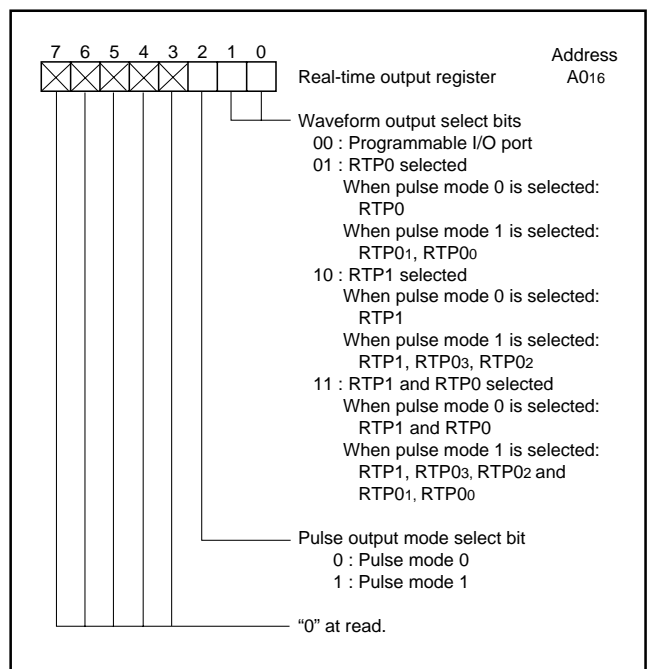 7 6 5 4 3 2 1 0
Address
Real-time output register
A016
Waveform output select bits
00 : Programmable I/O port
01 : RTP0 selected
When pulse mode 0 is selected:
RTP0
When pulse mode 1 is selected:
RTP01, RTP00
10 : RTP1 selected
When pulse mode 0 is selected:
RTP1
When pulse mode 1 is selected:
RTP1, RTP03, RTP02
11 : RTP1 and RTP0 selected
When pulse mode 0 is selected:
RTP1 and RTP0
When pulse mode 1 is selected:
RTP1, RTP03, RTP02 and
RTP01, RTP00
Pulse output mode select bit
0 : Pulse mode 0
1 : Pulse mode 1
“0” at read.